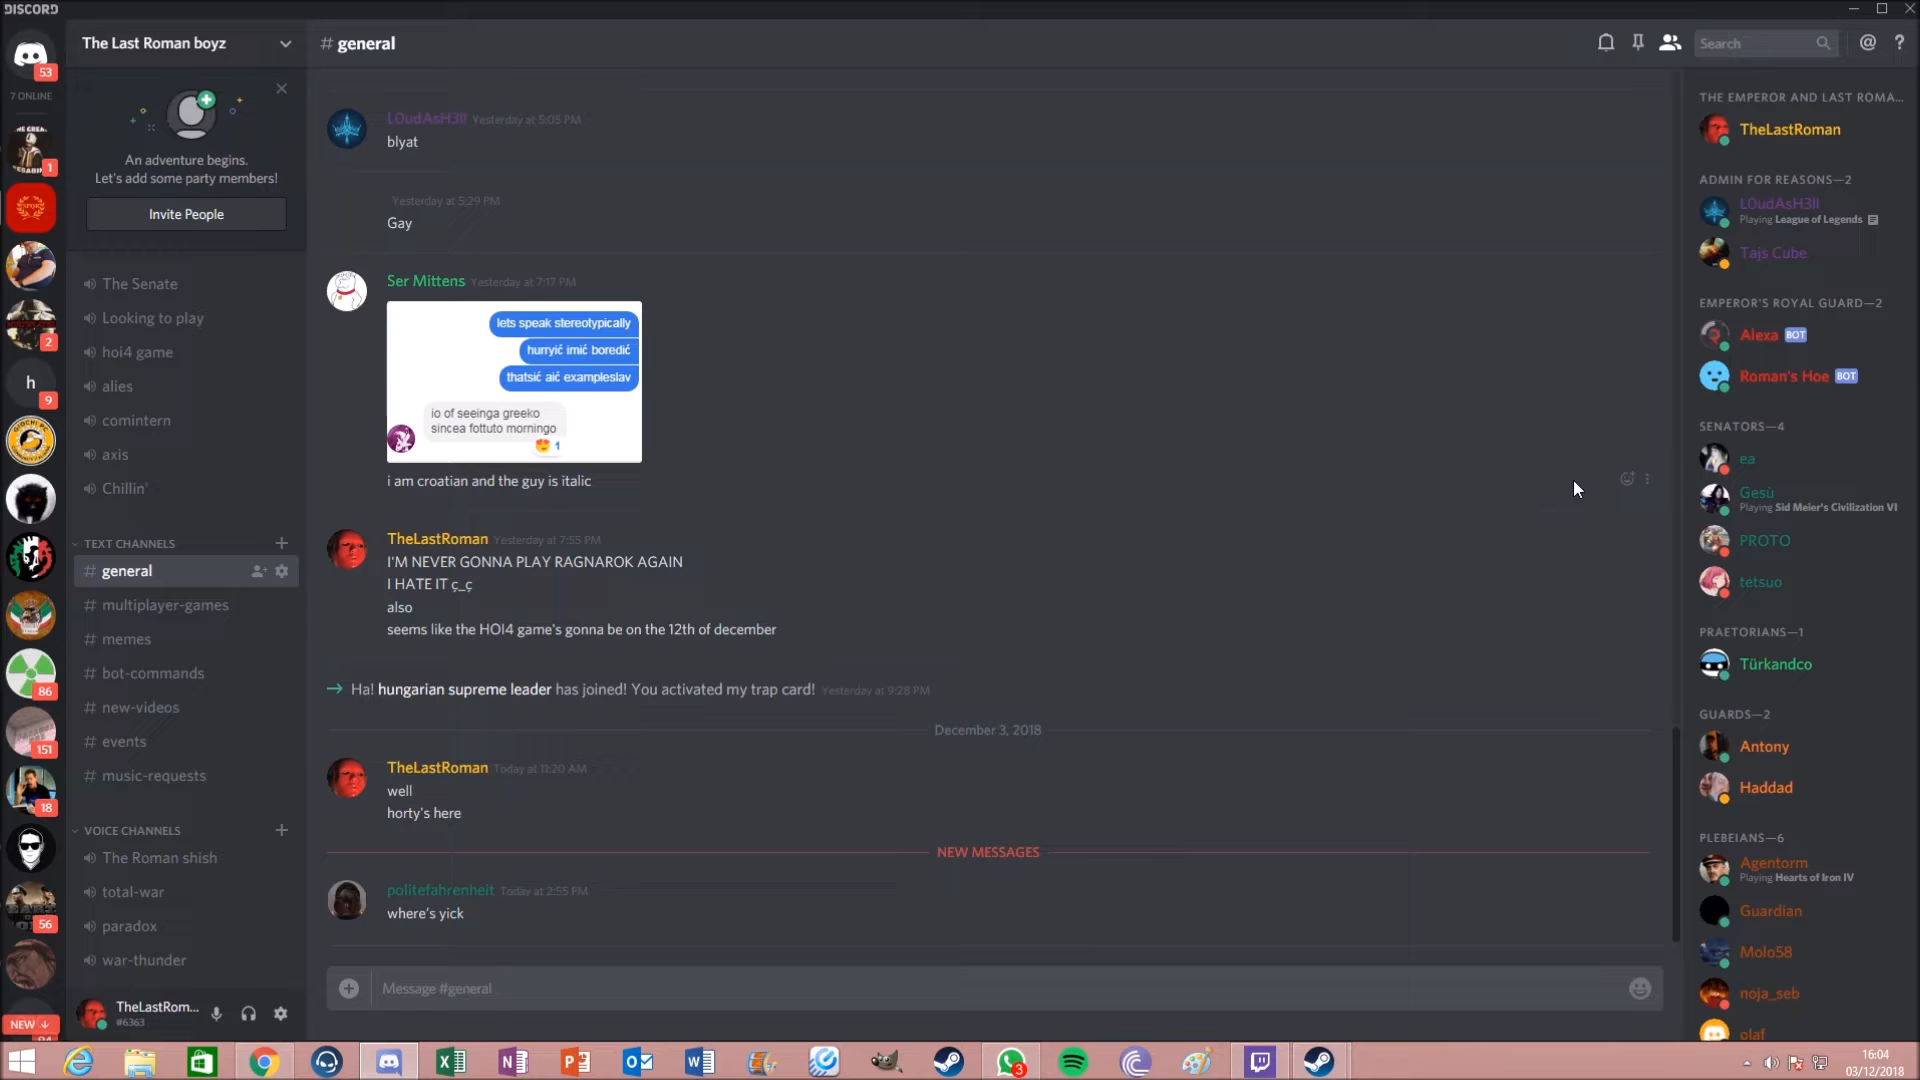 DISCORD
The Last Roman boyz
# general
Search
53
7 ONLINE
1
2
9
86
151
18
56
NEW
An adventure begins.
Let's add some party members!
Invite People
The Senate
Looking to play
hoi4 game
alies
comintern
axis
Chillin'
TEXT CHANNELS
# general
# multiplayer-games
# memes
# bot-commands
# new-videos
# events
# music-requests
VOICE CHANNELS
The Roman shish
total-war
paradox
war-thunder
TheLastRom...
#6363
L0udAsH3ll Yesterday at 5:05 PM
blyat
Yesterday at 5:29 PM
Gay
Ser Mittens Yesterday at 7:17 PM
lets speak stereotypically
hurryić imić boredić
thatsić aić exampleslav
io of seeinga greeko
sincea fottuto morningo
1
i am croatian and the guy is italic
TheLastRoman Yesterday at 7:55 PM
I'M NEVER GONNA PLAY RAGNAROK AGAIN
I HATE IT ç_ç
also
seems like the HOI4 game's gonna be on the 12th of december
Ha! hungarian supreme leader has joined! You activated my trap card! Yesterday at 9:28 PM
December 3, 2018
TheLastRoman Today at 11:20 AM
well
horty's here
NEW MESSAGES
politefahrenheit Today at 2:55 PM
where's yick
Message #general
THE EMPEROR AND LAST ROMA...
TheLastRoman
ADMIN FOR REASONS—2
L0udAsH3ll
Playing League of Legends
Tajs Cube
EMPEROR'S ROYAL GUARD—2
Alexa BOT
Roman's Hoe BOT
SENATORS—4
ea
Gesù
Playing Sid Meier's Civilization VI
PROTO
tetsuo
PRAETORIANS—1
Türkandco
GUARDS—2
Antony
Haddad
PLEBEIANS—6
Agentorm
Playing Hearts of Iron IV
Guardian
Molo58
noja_seb
olaf
3
16:04
03/12/2018